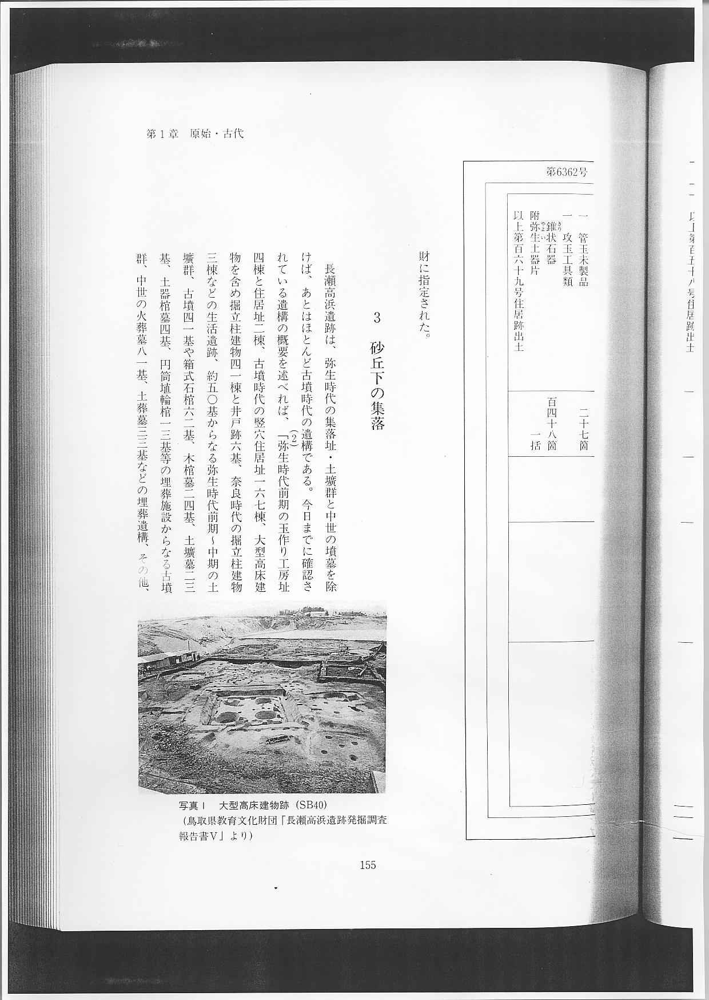 第1章　原始・古代
第6362号
一　管玉未製品　二十七箇
一　攻玉工具類
錐状石器　百四十八箇
きり
附弥生土器片　一括
やよい
以上第百六十九号住居跡出土
財に指定された。
3　砂丘下の集落
長瀬高浜遺跡は、弥生時代の集落址・土壙群と中世の墳墓を除
けば、あとはほとんど古墳時代の遺構である。今日までに確認さ
れている遺構の概要を述べれば、「弥生時代前期の玉作り工房址
(2)
四棟と住居址二棟、古墳時代の竪穴住居址一六七棟、大型高床建
物を含め掘立柱建物四一棟と井戸跡六基、奈良時代の掘立柱建物
三棟などの生活遺跡、約五〇基からなる弥生時代前期～中期の土
壙群、古墳四一基や箱式石棺六二基、木棺墓二四基、土壙墓二三
基、土器棺墓四基、円筒埴輪棺一三基等の埋葬施設からなる古墳
群、中世の火葬墓八一基、土葬墓三三基などの埋葬遺構、その他、
写真1　大型高床建物跡（SB40）
（鳥取県教育文化財団「長瀬高浜遺跡発掘調査
報告書Ⅴ」より）
155